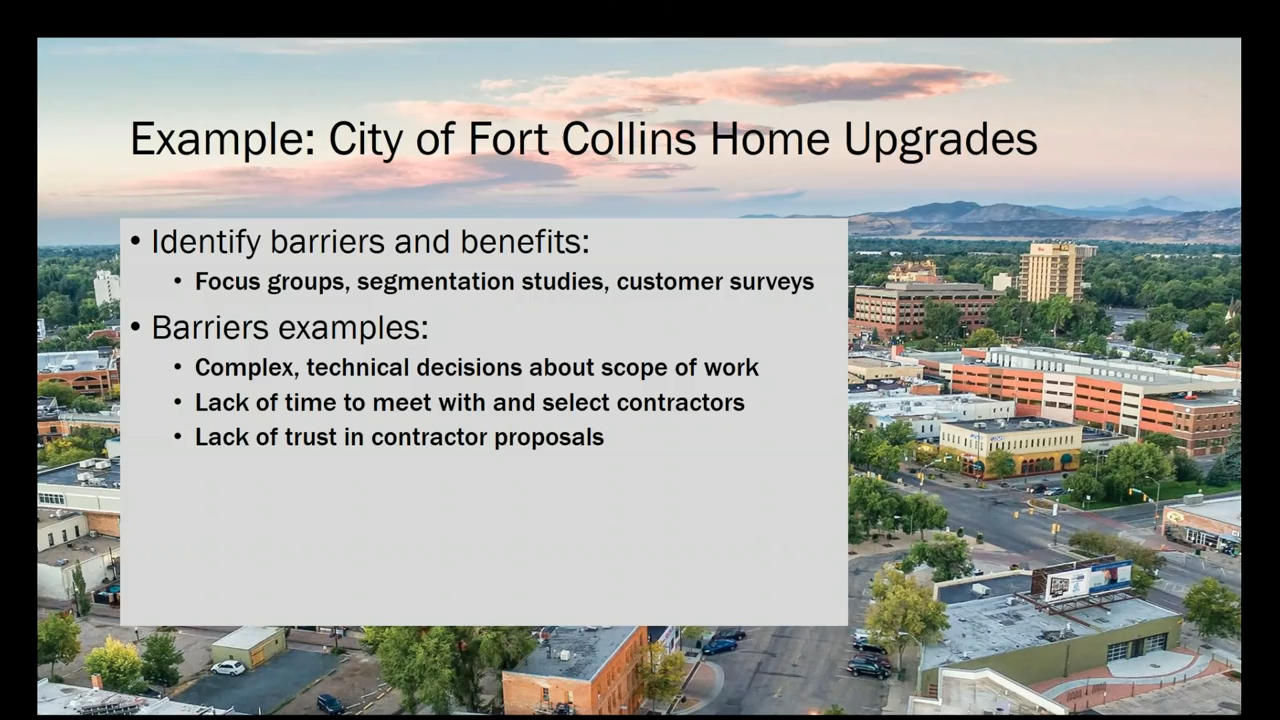 Example: City of Fort Collins Home Upgrades
• Identify barriers and benefits:
• Focus groups, segmentation studies, customer surveys
• Barriers examples:
• Complex, technical decisions about scope of work
• Lack of time to meet with and select contractors
• Lack of trust in contractor proposals